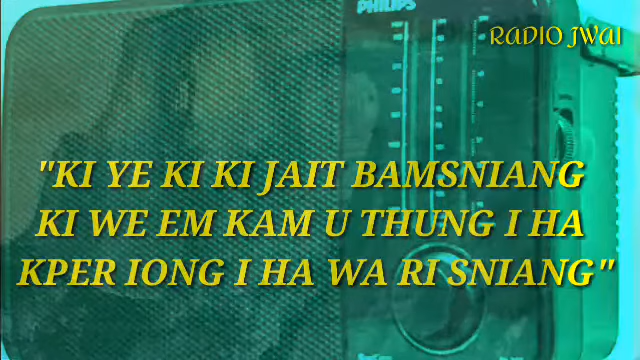 PHILIPS
RADIO JWAI
"KI YE KI KI JAIT BAMSNIANG
KI WE EM KAM U THUNG I HA
KPER IONG I HA WA RI SNIANG"